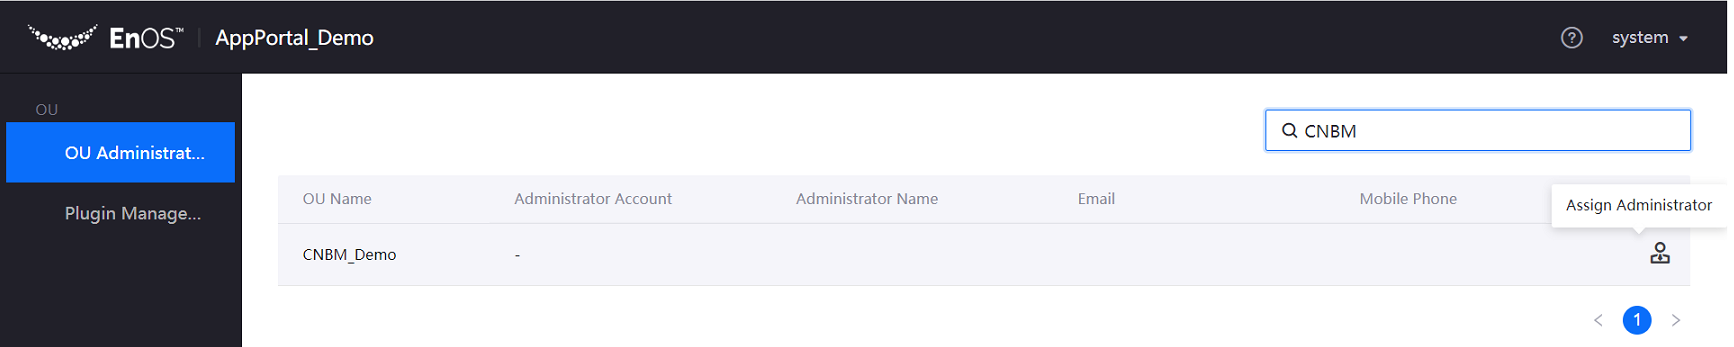 EnOS™ AppPortal_Demo system
OU
OU Administrat...
Plugin Manage...
CNBM
OU Name Administrator Account Administrator Name Email Mobile Phone
Assign Administrator
CNBM_Demo -
1